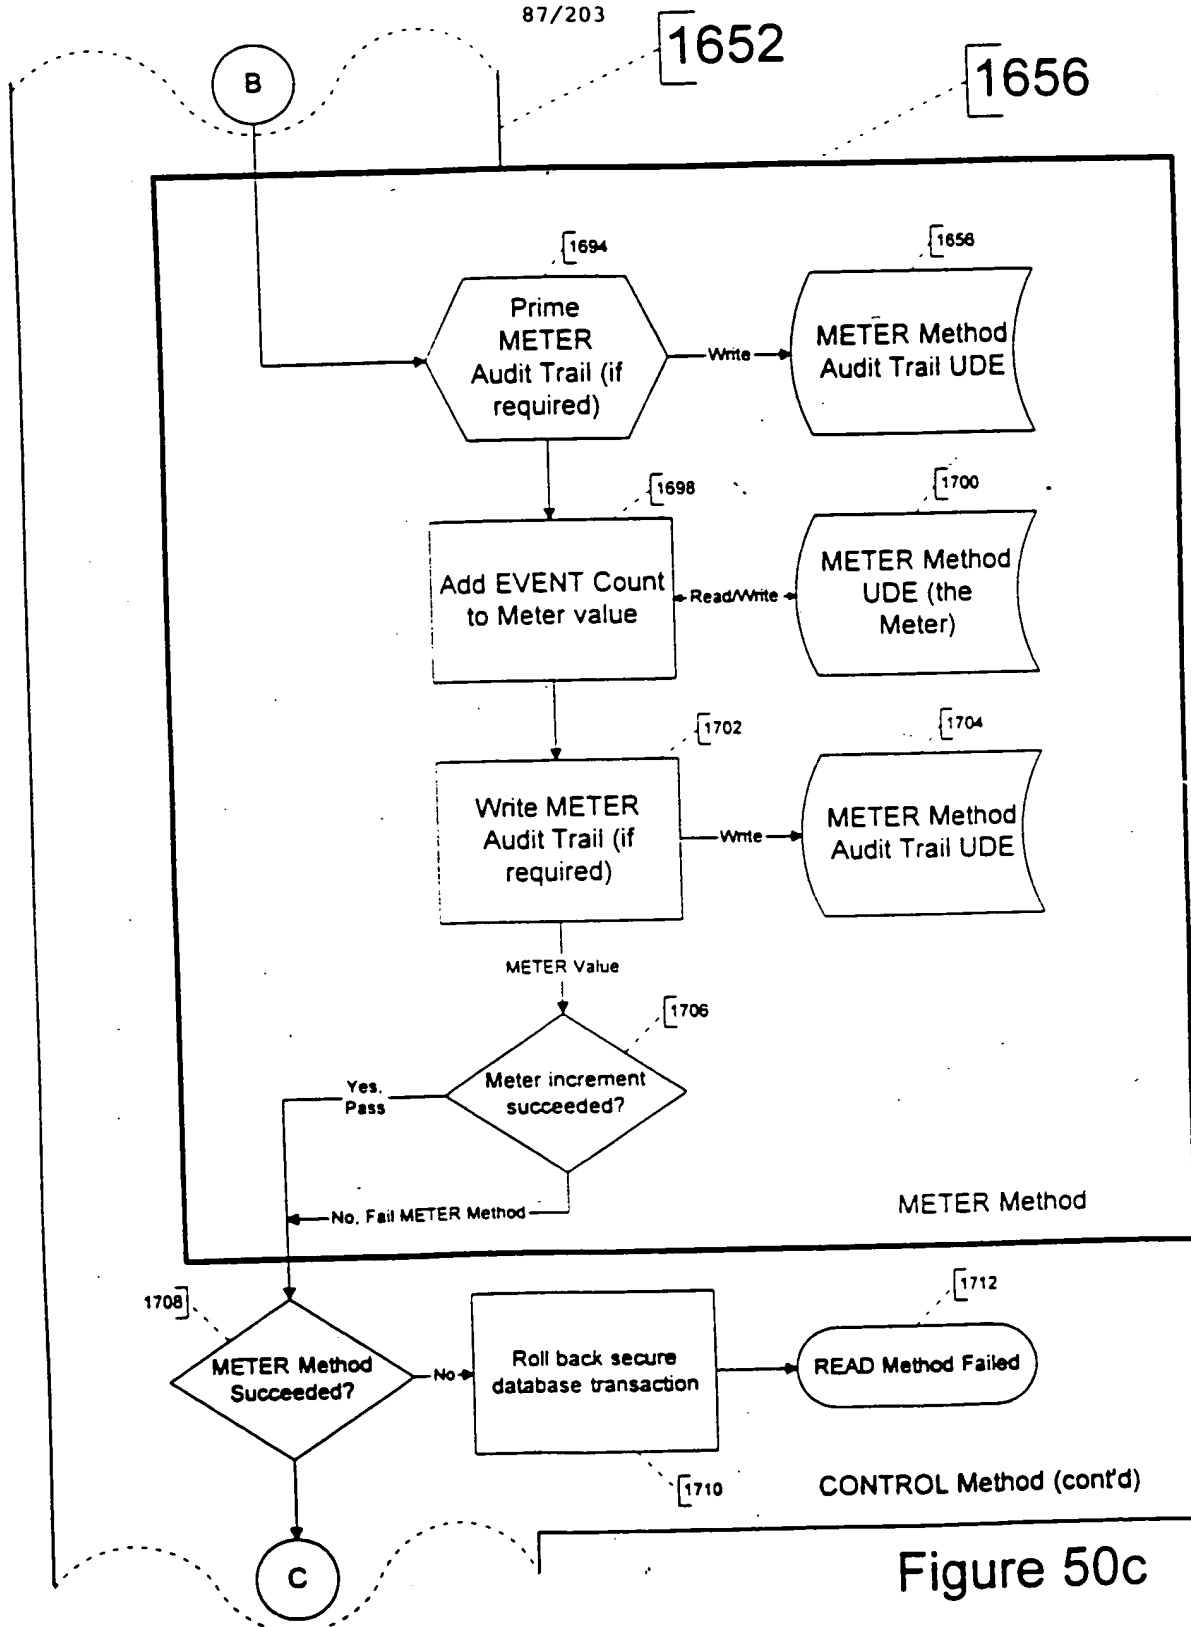 87/203
1652
1656
B
1694
1656
Prime
METER
Audit Trail (if
required)
Write
METER Method
Audit Trail UDE
1698
1700
Add EVENT Count
to Meter value
Read/Write
METER Method
UDE (the
Meter)
1702
1704
Write METER
Audit Trail (if
required)
Write
METER Method
Audit Trail UDE
METER Value
1706
Meter increment
succeeded?
Yes,
Pass
No, Fail METER Method
METER Method
1708
METER Method
Succeeded?
No
Roll back secure
database transaction
1712
READ Method Failed
1710
CONTROL Method (cont'd)
C
Figure 50c